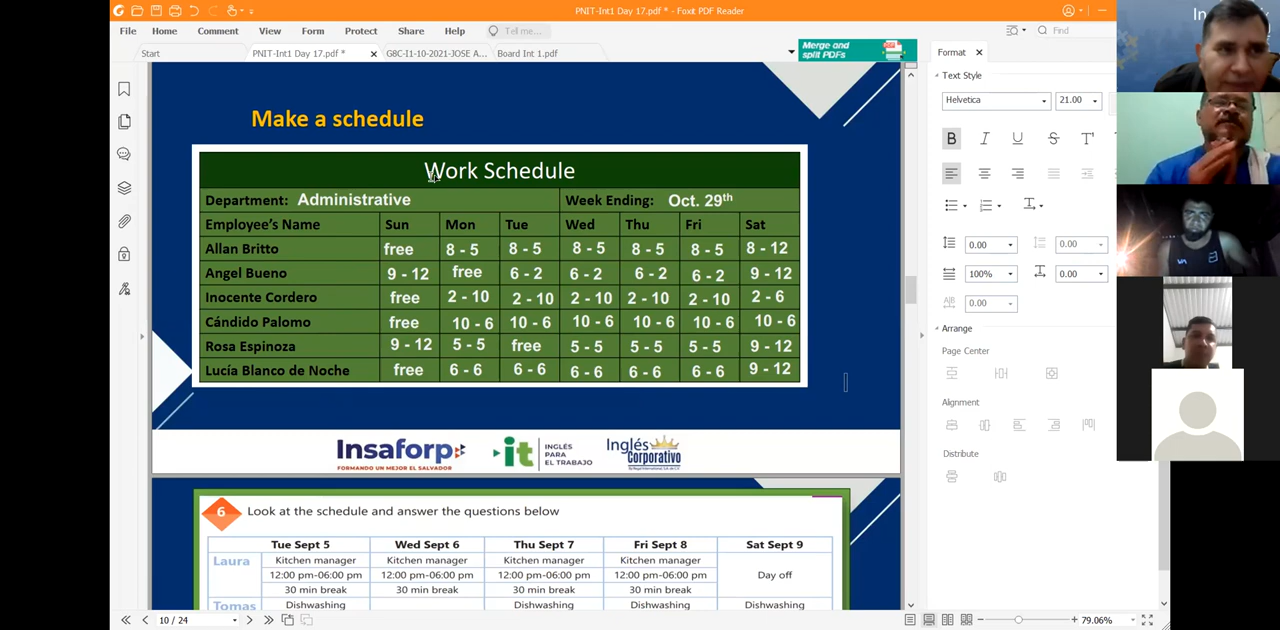 PNIT-Int1 Day 17.pdf * - Foxit PDF Reader
File Home Comment View Form Protect Share Help Tell me...
Find
Start PNIT-Int1 Day 17.pdf * G8C-I1-10-2021-JOSE A... Board Int 1.pdf
Merge and
split PDFs
Format
Text Style
Helvetica 21.00
0.00 0.00
100% 0.00
0.00
Arrange
Page Center
Alignment
Distribute
Make a schedule
Work Schedule
Department: Administrative Week Ending: Oct. 29th
Employee's Name Sun Mon Tue Wed Thu Fri Sat
Allan Britto free 8 - 5 8 - 5 8 - 5 8 - 5 8 - 5 8 - 12
Angel Bueno 9 - 12 free 6 - 2 6 - 2 6 - 2 6 - 2 9 - 12
Inocente Cordero free 2 - 10 2 - 10 2 - 10 2 - 10 2 - 10 2 - 6
Cándido Palomo free 10 - 6 10 - 6 10 - 6 10 - 6 10 - 6 10 - 6
Rosa Espinoza 9 - 12 5 - 5 free 5 - 5 5 - 5 5 - 5 9 - 12
Lucía Blanco de Noche free 6 - 6 6 - 6 6 - 6 6 - 6 6 - 6 9 - 12
Insaforp
FORMANDO UN MEJOR EL SALVADOR
it INGLÉS
PARA
EL TRABAJO
Inglés
Corporativo
6 Look at the schedule and answer the questions below
Tue Sept 5 Wed Sept 6 Thu Sept 7 Fri Sept 8 Sat Sept 9
Laura Kitchen manager Kitchen manager Kitchen manager Kitchen manager Day off
12:00 pm-06:00 pm 12:00 pm-06:00 pm 12:00 pm-06:00 pm 12:00 pm-06:00 pm
30 min break 30 min break 30 min break 30 min break
Tomas Dishwashing Dishwashing Dishwashing Dishwashing
10 / 24
79.06%